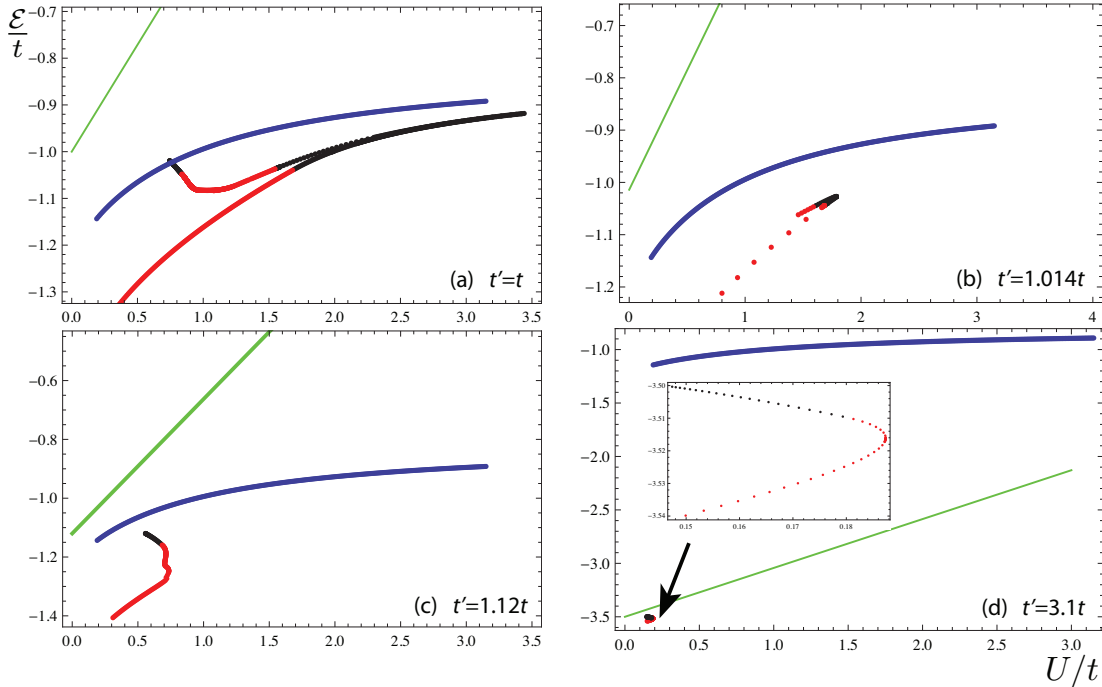 ℰ/t
−0.7
−0.8
−0.9
−1.0
−1.1
−1.2
−1.3
0.0 0.5 1.0 1.5 2.0 2.5 3.0 3.5
(a) t′=t
−0.7
−0.8
−0.9
−1.0
−1.1
−1.2
0 1 2 3 4
(b) t′=1.014t
−0.6
−0.8
−1.0
−1.2
−1.4
0.0 0.5 1.0 1.5 2.0 2.5 3.0 3.5
(c) t′=1.12t
−1.0
−1.5
−2.0
−2.5
−3.0
−3.5
0.0 0.5 1.0 1.5 2.0 2.5 3.0
−3.50
−3.51
−3.52
−3.53
−3.54
0.15 0.16 0.17 0.18
(d) t′=3.1t
U/t